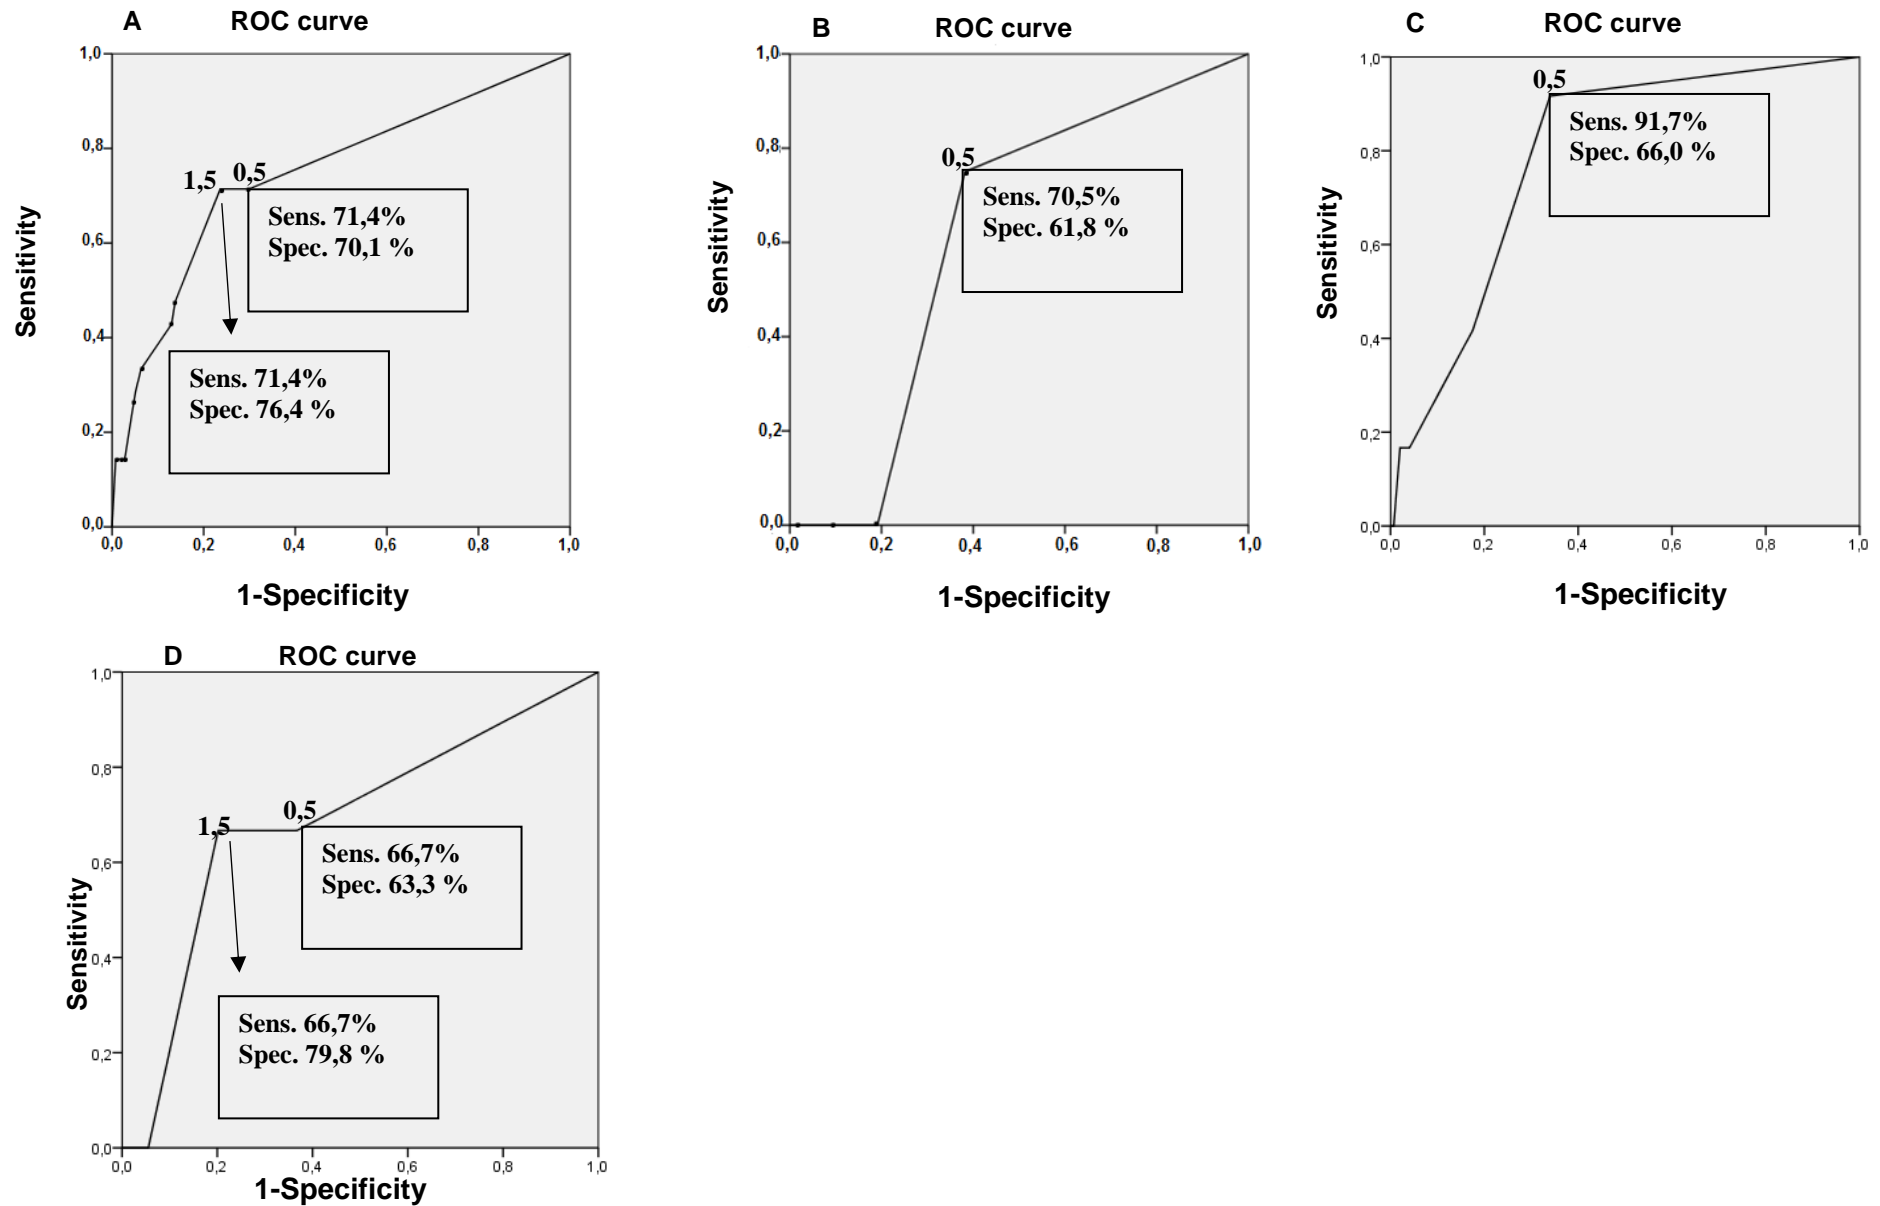 A ROC curve
1,0
0,8
0,6
0,4
0,2
0,0
0,0 0,2 0,4 0,6 0,8 1,0
Sensitivity
1-Specificity
1,5 0,5
Sens. 71,4%
Spec. 70,1 %
Sens. 71,4%
Spec. 76,4 %
B ROC curve
1,0
0,8
0,6
0,4
0,2
0,0
0,0 0,2 0,4 0,6 0,8 1,0
Sensitivity
1-Specificity
0,5
Sens. 70,5%
Spec. 61,8 %
C ROC curve
1,0
0,8
0,6
0,4
0,2
0,0
0,0 0,2 0,4 0,6 0,8 1,0
Sensitivity
1-Specificity
0,5
Sens. 91,7%
Spec. 66,0 %
D ROC curve
1,0
0,8
0,6
0,4
0,2
0,0
0,0 0,2 0,4 0,6 0,8 1,0
Sensitivity
1-Specificity
1,5 0,5
Sens. 66,7%
Spec. 63,3 %
Sens. 66,7%
Spec. 79,8 %